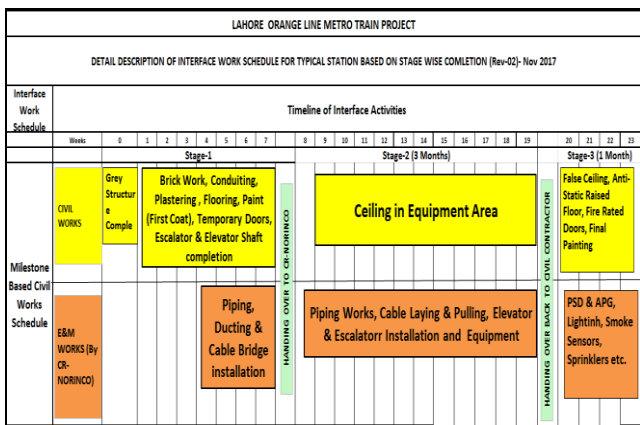 LAHORE ORANGE LINE METRO TRAIN PROJECT
DETAIL DESCRIPTION OF INTERFACE WORK SCHEDULE FOR TYPICAL STATION BASED ON STAGE WISE COMLETION (Rev-02)- Nov 2017
Interface
Work
Schedule
Timeline of Interface Activities
Weeks 0 1 2 3 4 5 6 7 8 9 10 11 12 13 14 15 16 17 18 19 20 21 22 23
Stage-1 Stage-2 (3 Months) Stage-3 (1 Month)
Milestone
Based Civil
Works
Schedule
CIVIL
WORKS
Grey
Structur
e
Comple
Brick Work, Conduiting,
Plastering , Flooring, Paint
(First Coat), Temporary Doors,
Escalator & Elevator Shaft
completion
HANDING OVER TO CR-NORINCO
Ceiling in Equipment Area
HANDING OVER BACK TO CIVIL CONTRACTOR
False Ceiling, Anti-
Static Raised
Floor, Fire Rated
Doors, Final
Painting
E&M
WORKS (By
CR-
NORINCO)
Piping,
Ducting &
Cable Bridge
installation
Piping Works, Cable Laying & Pulling, Elevator
& Escalatorr Installation and Equipment
PSD & APG,
Lightinh, Smoke
Sensors,
Sprinklers etc.